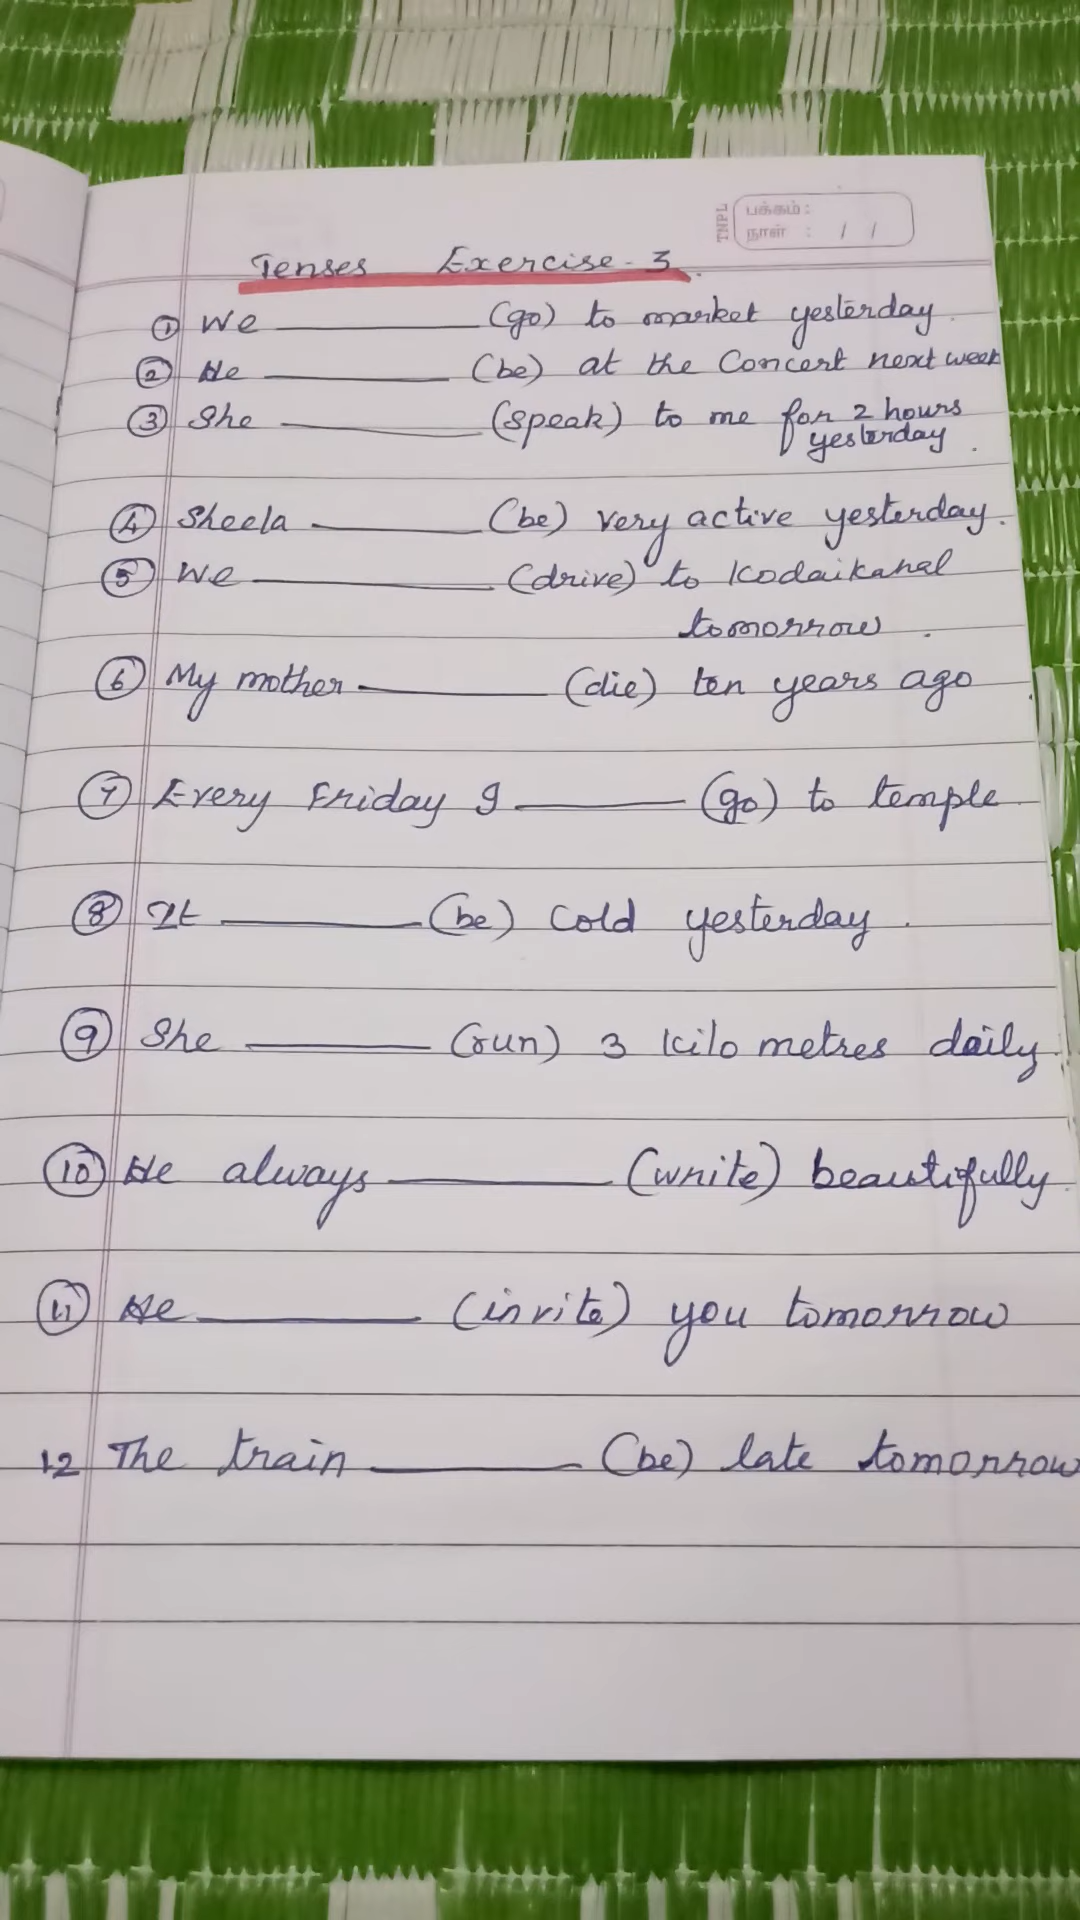 TNPL
பக்கம் :
நாள் : / /
Tenses Exercise - 3.
① We ________ (go) to market yesterday.
② He ________ (be) at the Concert next week
③ She ________ (speak) to me for 2 hours
yesterday.
④ Sheela ________ (be) very active yesterday.
⑤ We ________ (drive) to Kodaikanal
tomorrow.
⑥ My mother ________ (die) ten years ago.
⑦ Every Friday I ________ (go) to temple
⑧ It ________ (be) cold yesterday.
⑨ She ________ (run) 3 kilo metres daily.
⑩ He always ________ (write) beautifully.
⑪ He ________ (invite) you tomorrow
12 The train ________ (be) late tomorrow